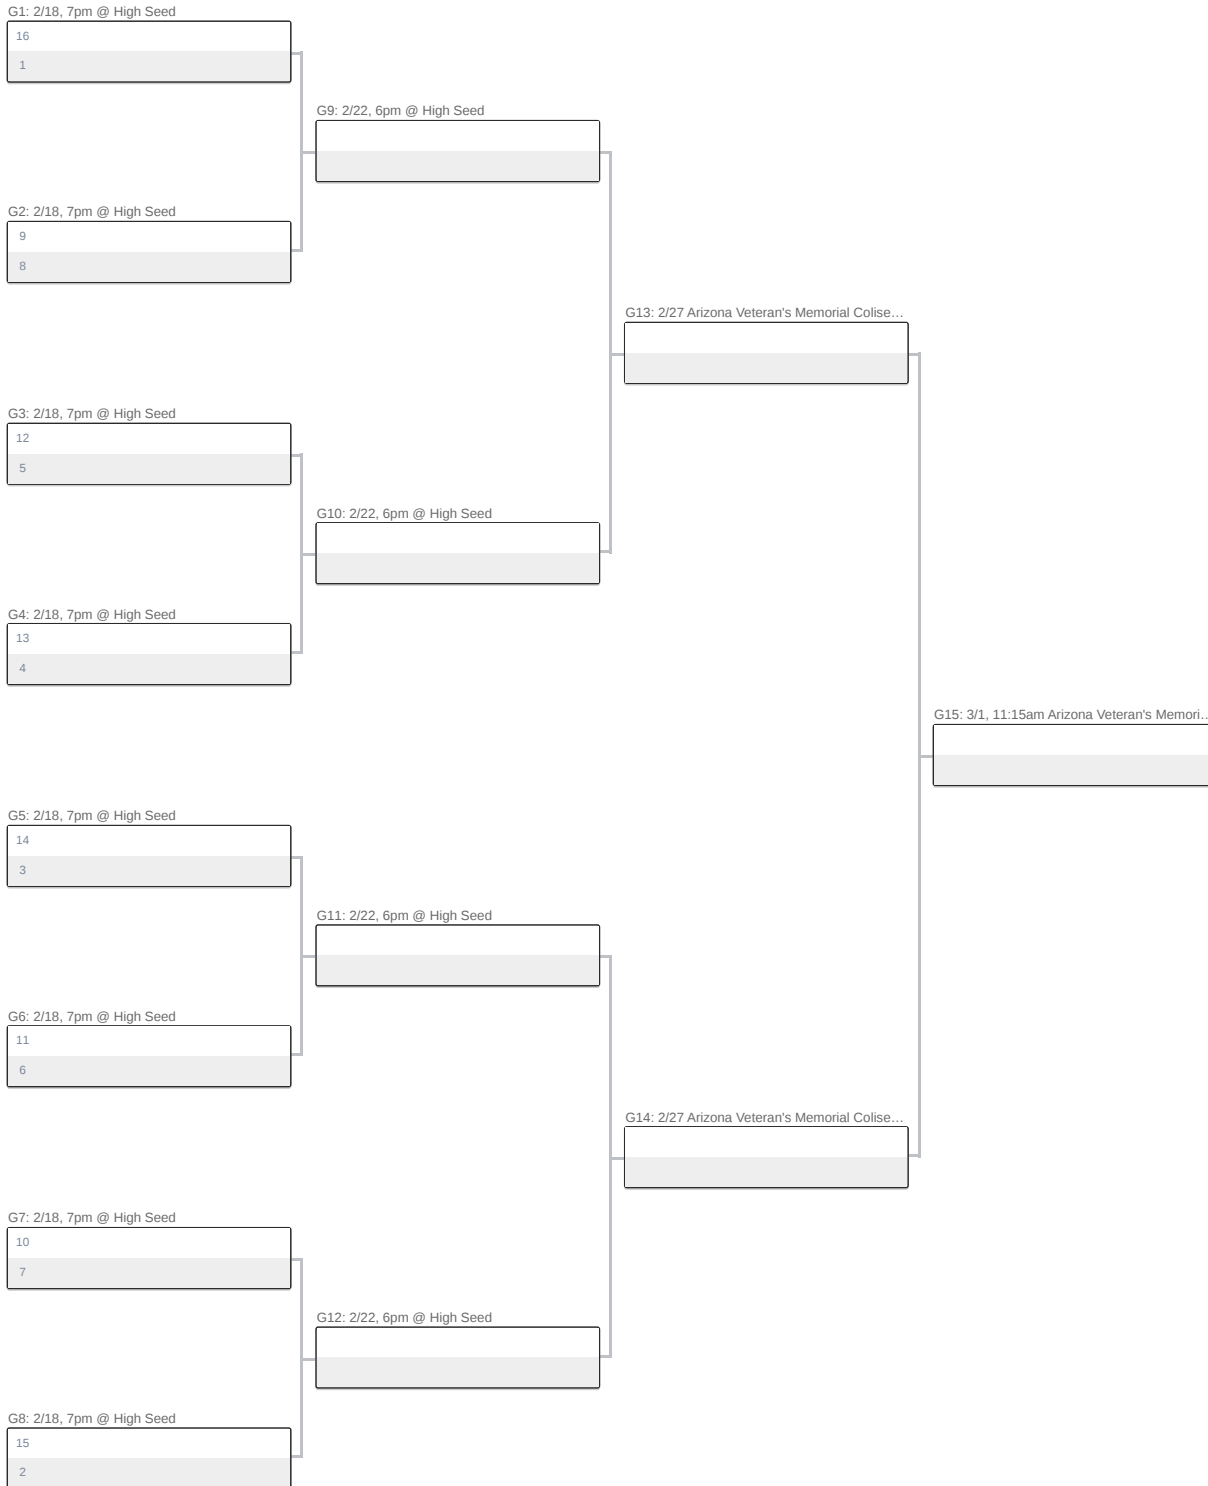 G1: 2/18, 7pm @ High Seed
16
1
G9: 2/22, 6pm @ High Seed
G2: 2/18, 7pm @ High Seed
9
8
G13: 2/27 Arizona Veteran's Memorial Colise…
G3: 2/18, 7pm @ High Seed
12
5
G10: 2/22, 6pm @ High Seed
G4: 2/18, 7pm @ High Seed
13
4
G15: 3/1, 11:15am Arizona Veteran's Memori…
G5: 2/18, 7pm @ High Seed
14
3
G11: 2/22, 6pm @ High Seed
G6: 2/18, 7pm @ High Seed
11
6
G14: 2/27 Arizona Veteran's Memorial Colise…
G7: 2/18, 7pm @ High Seed
10
7
G12: 2/22, 6pm @ High Seed
G8: 2/18, 7pm @ High Seed
15
2